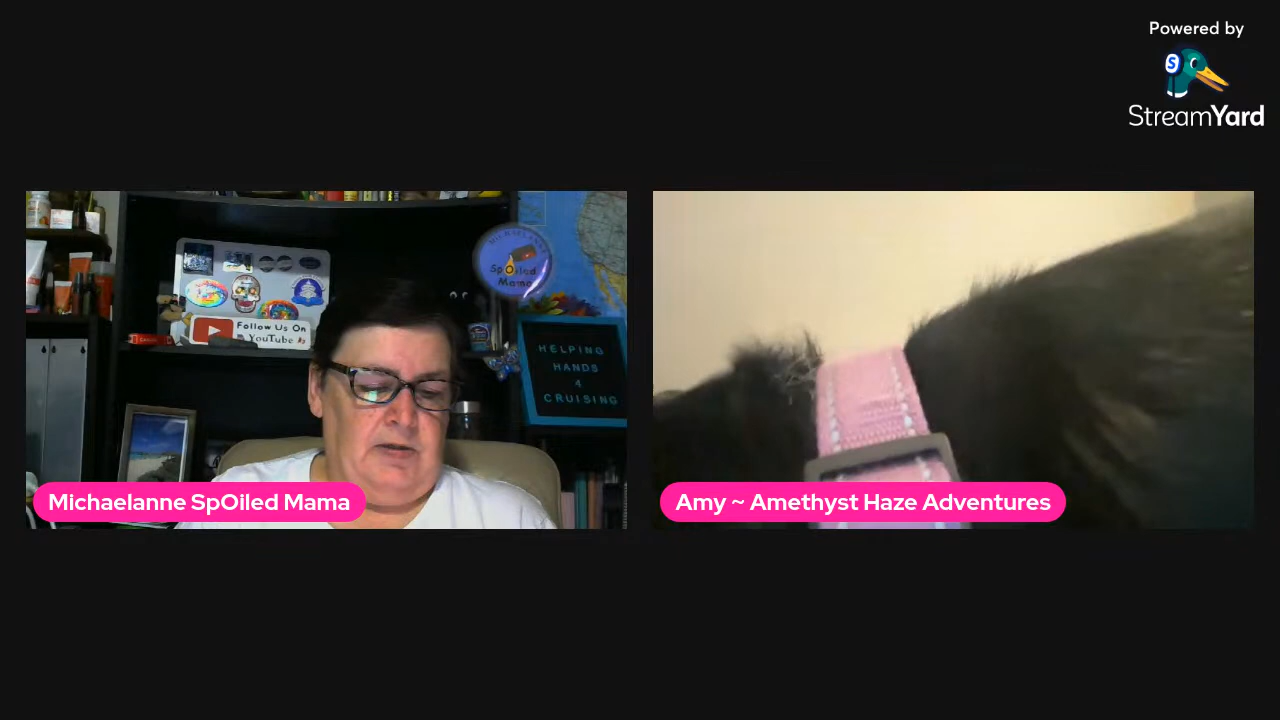 Powered by
S
StreamYard
MICHAELANNE
SpOiled
Mama
Follow Us On
YouTube
HELPING
HANDS
4
CRUISING
Michaelanne SpOiled Mama
Amy ~ Amethyst Haze Adventures